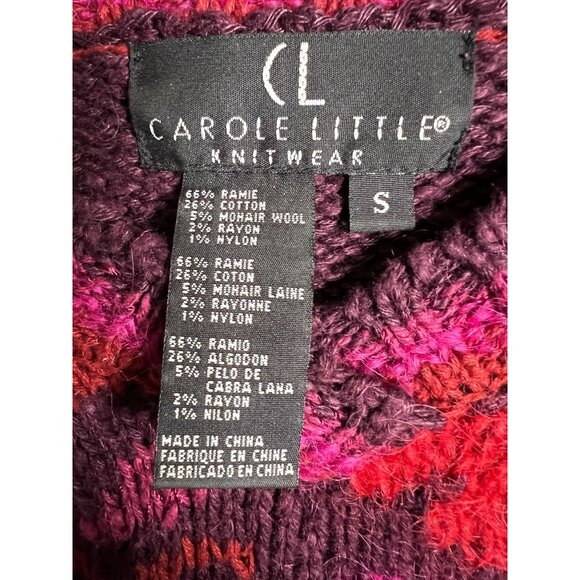 CL
CAROLE LITTLE®
KNITWEAR
S
66% RAMIE
26% COTTON
5% MOHAIR WOOL
2% RAYON
1% NYLON
66% RAMIE
26% COTON
5% MOHAIR LAINE
2% RAYONNE
1% NYLON
66% RAMIO
26% ALGODON
5% PELO DE
CABRA LANA
2% RAYON
1% NILON
MADE IN CHINA
FABRIQUE EN CHINE
FABRICADO EN CHINA